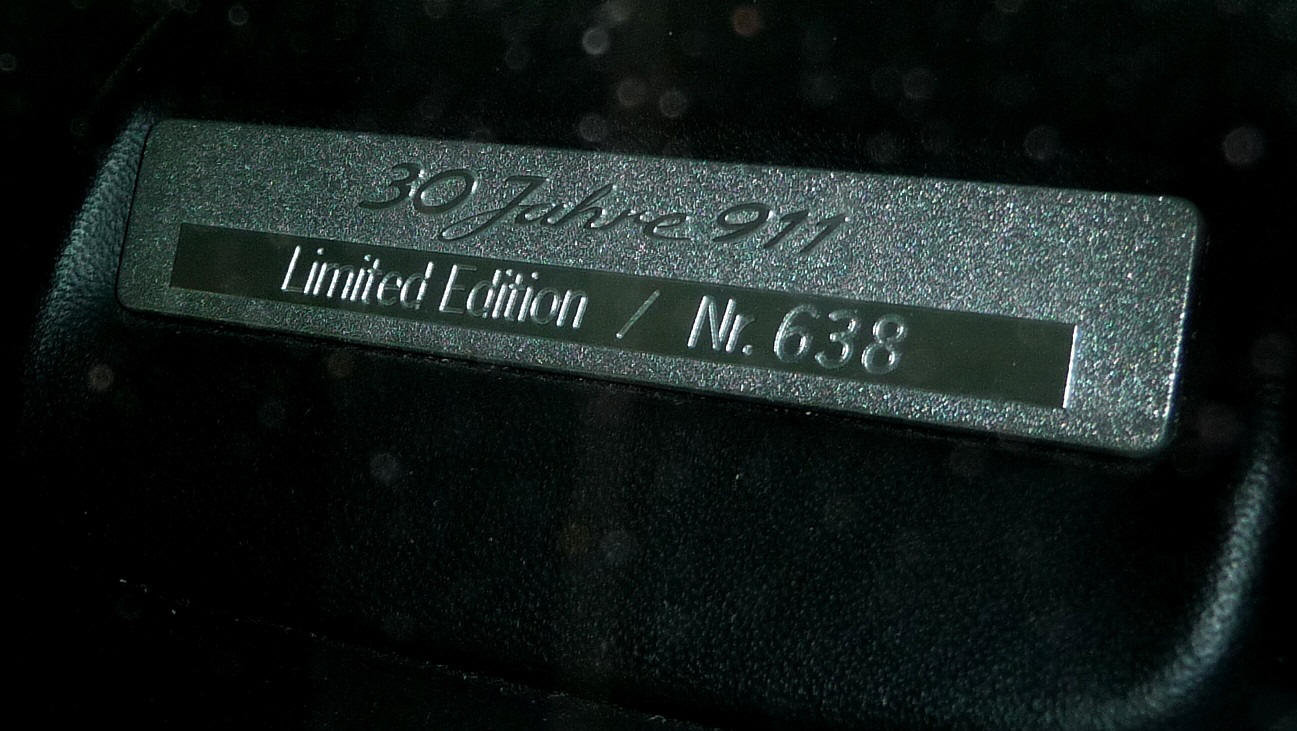 30 Jahre 911
Limited Edition / Nr. 638